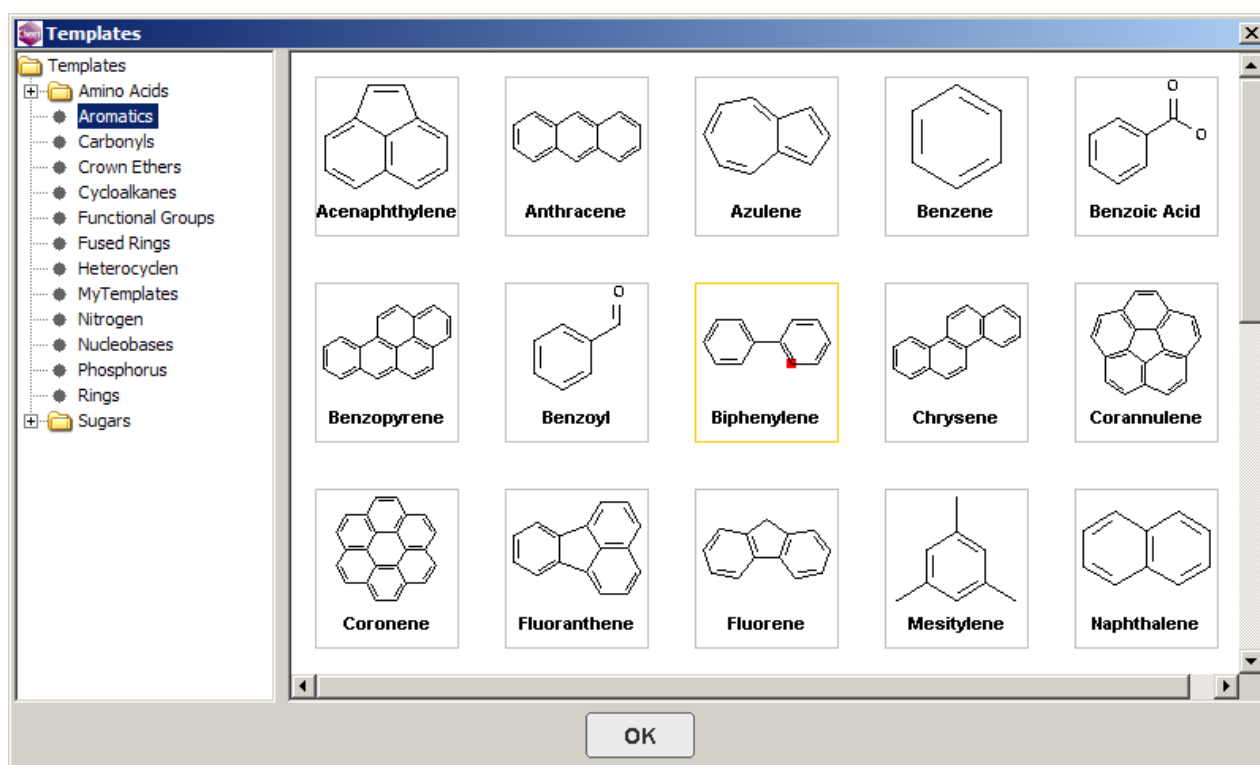 Templates
Templates
Amino Acids
Aromatics
Carbonyls
Crown Ethers
Cycloalkanes
Functional Groups
Fused Rings
Heterocyclen
MyTemplates
Nitrogen
Nucleobases
Phosphorus
Rings
Sugars
O
O
Acenaphthylene Anthracene Azulene Benzene Benzoic Acid
O
Benzopyrene Benzoyl Biphenylene Chrysene Corannulene
Coronene Fluoranthene Fluorene Mesitylene Naphthalene
OK